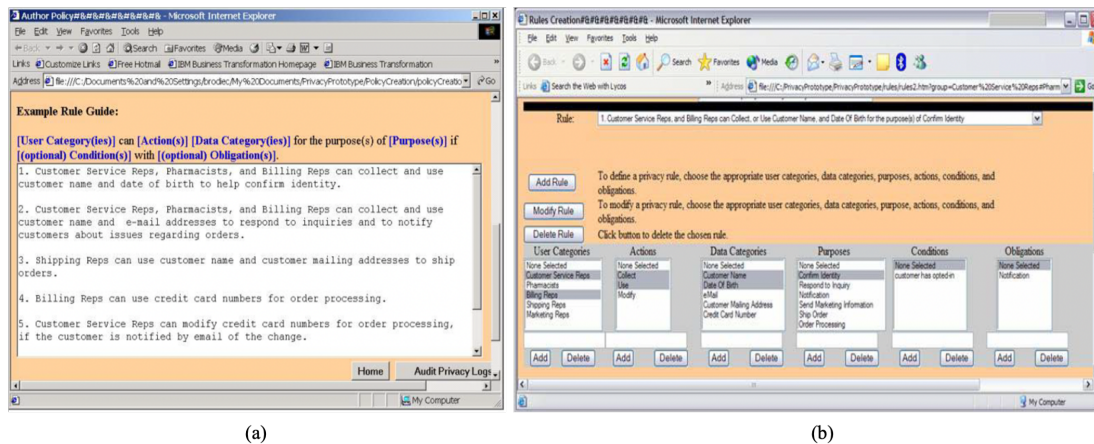 Author Policy#&#&#&#&#&#&#& - Microsoft Internet Explorer
File Edit View Favorites Tools Help
Back Search Favorites Media
Links Customize Links Free Hotmail IBM Business Transformation Homepage IBM Business Transformation
Address file:///C:/Documents%20and%20Settings/brodiec/My%20Documents/PrivacyPrototype/PolicyCreation/policyCreatio Go
Example Rule Guide:
[User Category(ies)] can [Action(s)] [Data Category(ies)] for the purpose(s) of [Purpose(s)] if
[(optional) Condition(s)] with [(optional) Obligation(s)].
1. Customer Service Reps, Pharmacists, and Billing Reps can collect and use
customer name and date of birth to help confirm identity.
2. Customer Service Reps, Pharmacists, and Billing Reps can collect and use
customer name and e-mail addresses to respond to inquiries and to notify
customers about issues regarding orders.
3. Shipping Reps can use customer name and customer mailing addresses to ship
orders.
4. Billing Reps can use credit card numbers for order processing.
5. Customer Service Reps can modify credit card numbers for order processing,
if the customer is notified by email of the change.
Home Audit Privacy Logs
My Computer
(a)
Rules Creation#&#&#&#&#&#&#& - Microsoft Internet Explorer
File Edit View Favorites Tools Help
Back Search Favorites Media
Links Search the Web with Lycos Address file:///C:/PrivacyPrototype/PrivacyPrototype/rules/rules2.htm?group=Customer%20Service%20Reps#Pharm Go
Rule: 1. Customer Service Reps, and Billing Reps can Collect, or Use Customer Name, and Date Of Birth for the purpose(s) of Confirm Identity
Add Rule To define a privacy rule, choose the appropriate user categories, data categories, purposes, actions, conditions, and
obligations.
Modify Rule To modify a privacy rule, choose the appropriate user categories, data categories, purpose, actions, conditions, and
obligations.
Delete Rule Click button to delete the chosen rule.
User Categories Actions Data Categories Purposes Conditions Obligations
None Selected None Selected None Selected None Selected None Selected None Selected
Customer Service Reps Collect Customer Name Confirm Identity customer has opted-in Notification
Pharmacists Use Date Of Birth Respond to Inquiry
Billing Reps Modify eMail Notification
Shipping Reps Customer Mailing Address Send Marketing Information
Marketing Reps Credit Card Number Ship Order
Order Processing
Add Delete Add Delete Add Delete Add Delete Add Delete Add Delete
My Computer
(b)